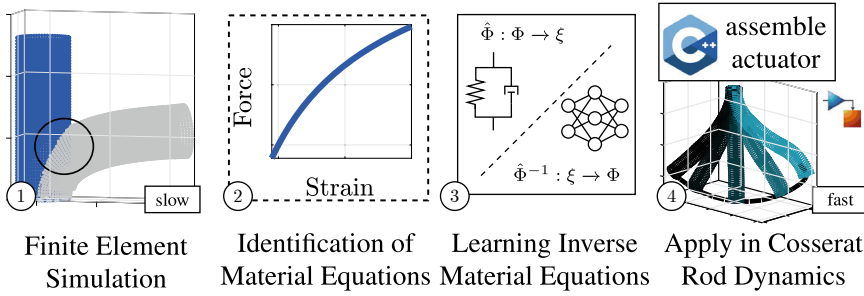 1
slow
Finite Element
Simulation
Force
Strain
2
Identification of
Material Equations
Φ̂ : Φ → ξ
Φ̂⁻¹ : ξ → Φ
3
Learning Inverse
Material Equations
C++
assemble
actuator
4
fast
Apply in Cosserat
Rod Dynamics